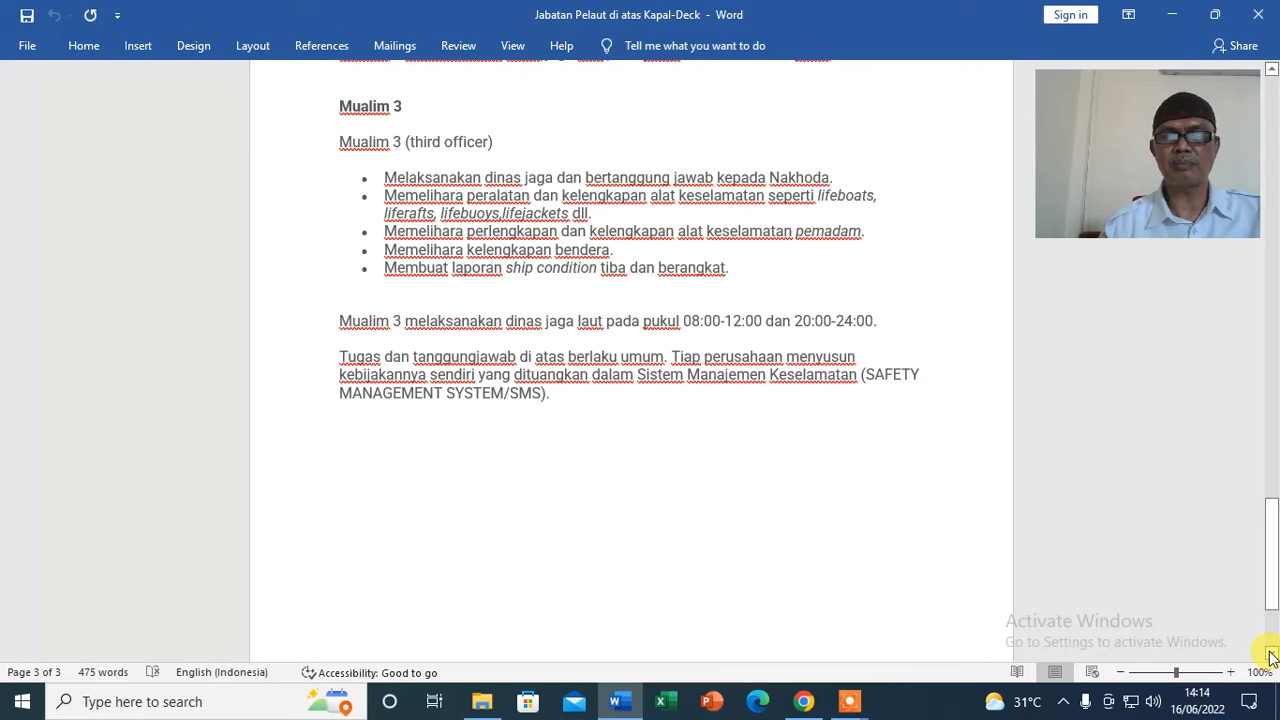 Jabatan Pelaut di atas Kapal-Deck - Word
Sign in
File Home Insert Design Layout References Mailings Review View Help Tell me what you want to do Share
Mualim 3
Mualim 3 (third officer)
• Melaksanakan dinas jaga dan bertanggung jawab kepada Nakhoda.
• Memelihara peralatan dan kelengkapan alat keselamatan seperti lifeboats,
liferafts, lifebuoys,lifejackets dll.
• Memelihara perlengkapan dan kelengkapan alat keselamatan pemadam.
• Memelihara kelengkapan bendera.
• Membuat laporan ship condition tiba dan berangkat.
Mualim 3 melaksanakan dinas jaga laut pada pukul 08:00-12:00 dan 20:00-24:00.
Tugas dan tanggungjawab di atas berlaku umum. Tiap perusahaan menyusun
kebijakannya sendiri yang dituangkan dalam Sistem Manajemen Keselamatan (SAFETY
MANAGEMENT SYSTEM/SMS).
Activate Windows
Go to Settings to activate Windows.
Page 3 of 3 475 words English (Indonesia) Accessibility: Good to go 100%
Type here to search
31°C
14:14
16/06/2022